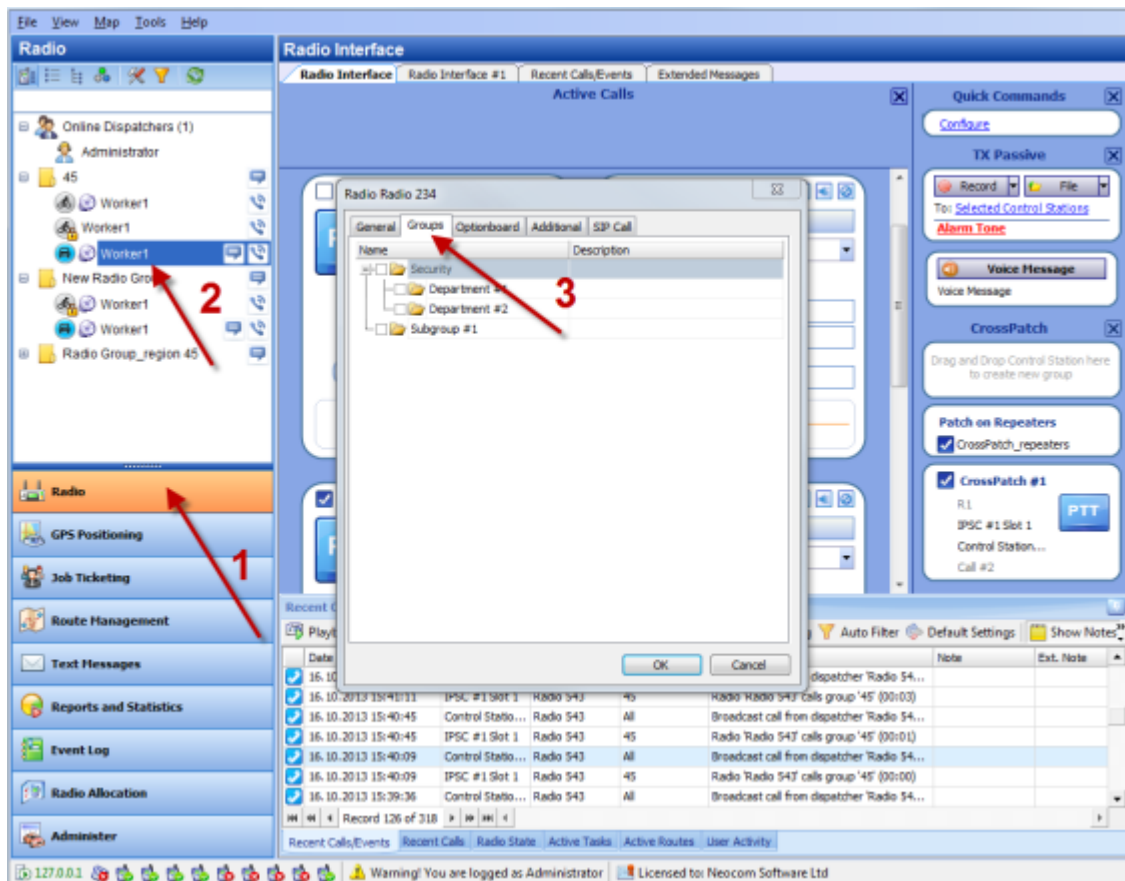 File View Map Tools Help
Radio
Radio Interface
Radio Interface Radio Interface #1 Recent Calls/Events Extended Messages
Active Calls
Quick Commands
Configure
TX Passive
Record File
To: Selected Control Stations
Alarm Tone
Voice Message
Voice Message
CrossPatch
Drag and Drop Control Station here
to create new group
Patch on Repeaters
CrossPatch_repeaters
CrossPatch #1
R1
IPSC #1 Slot 1
Control Station...
Call #2
PTT
Online Dispatchers (1)
Administrator
45
Worker1
Worker1
Worker1
New Radio Gro
Worker1
Worker1
Radio Group_region 45
2
Radio Radio 234
General Groups Optionboard Additional SIP Call
Name Description
Security
Department #1
Department #2
Subgroup #1
3
OK Cancel
Radio
GPS Positioning
Job Ticketing
Route Management
Text Messages
Reports and Statistics
Event Log
Radio Allocation
Administer
1
Recent C
Playb Auto Filter Default Settings Show Notes
Date Note Ext. Note
16.10 dispatcher 'Radio 54...
16.10.2013 15:41:11 IPSC #1 Slot 1 Radio 543 45 Radio 'Radio 543' calls group '45' (00:03)
16.10.2013 15:40:45 Control Statio... Radio 543 All Broadcast call from dispatcher 'Radio 54...
16.10.2013 15:40:45 IPSC #1 Slot 1 Radio 543 45 Radio 'Radio 543' calls group '45' (00:01)
16.10.2013 15:40:09 Control Statio... Radio 543 All Broadcast call from dispatcher 'Radio 54...
16.10.2013 15:40:09 IPSC #1 Slot 1 Radio 543 45 Radio 'Radio 543' calls group '45' (00:00)
16.10.2013 15:39:36 Control Statio... Radio 543 All Broadcast call from dispatcher 'Radio 54...
Record 126 of 318
Recent Calls/Events Recent Calls Radio State Active Tasks Active Routes User Activity
127.0.0.1 Warning! You are logged as Administrator Licensed to: Neocom Software Ltd